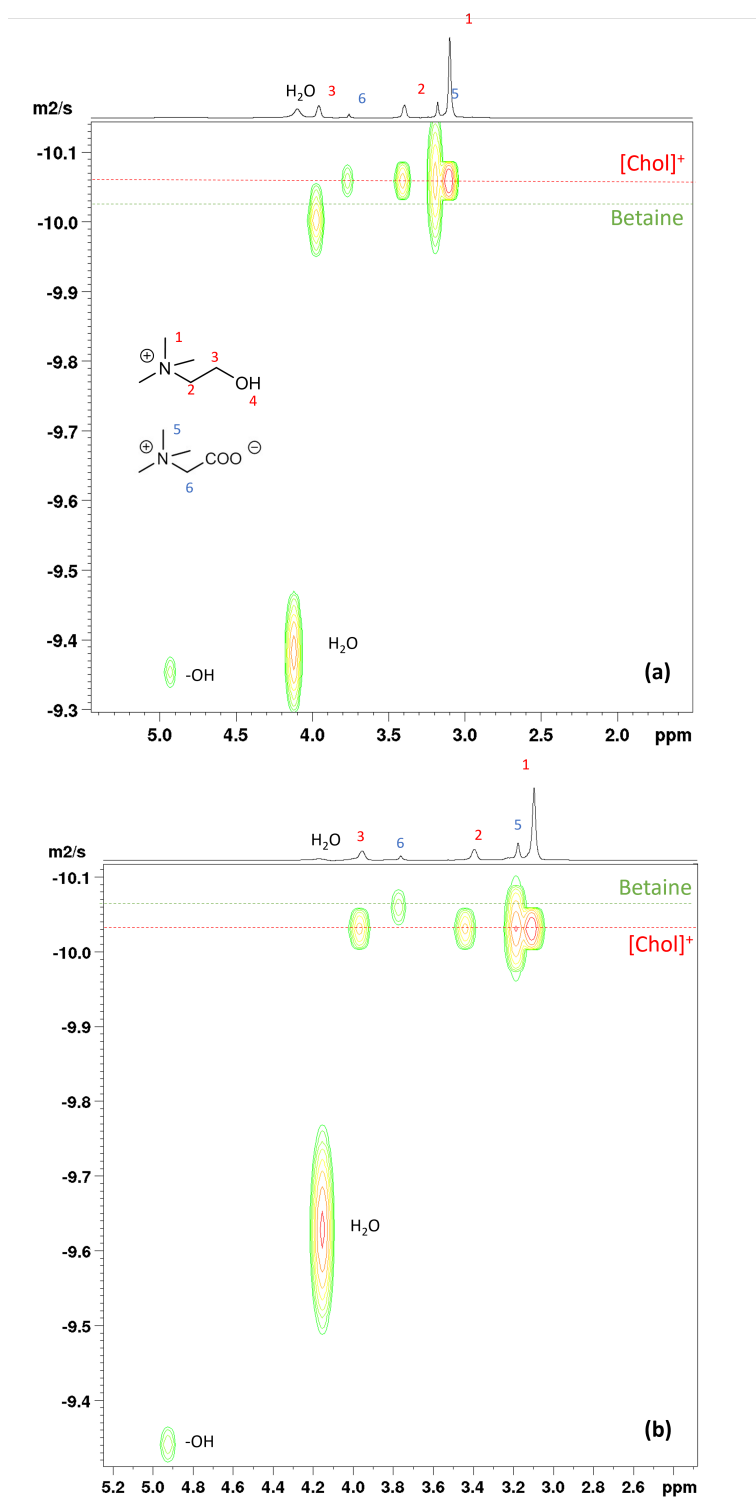 1
H₂O 3 6 2 5
m2/s
-10.1
[Chol]⁺
-10.0
Betaine
-9.9
-9.8
1
⊕
N
3
OH
2
4
-9.7
5
⊕
N
COO ⊖
6
-9.6
-9.5
-9.4
H₂O
-OH
(a)
-9.3
5.0 4.5 4.0 3.5 3.0 2.5 2.0 ppm
1
H₂O 3 6 2 5
m2/s
-10.1
Betaine
-10.0
[Chol]⁺
-9.9
-9.8
-9.7
H₂O
-9.6
-9.5
-9.4
-OH
(b)
5.2 5.0 4.8 4.6 4.4 4.2 4.0 3.8 3.6 3.4 3.2 3.0 2.8 2.6 ppm